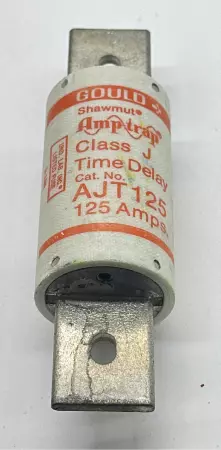 GOULD
Shawmut®
Amp-trap
Class J
Time Delay
Cat. No.
AJT125
125 Amps.